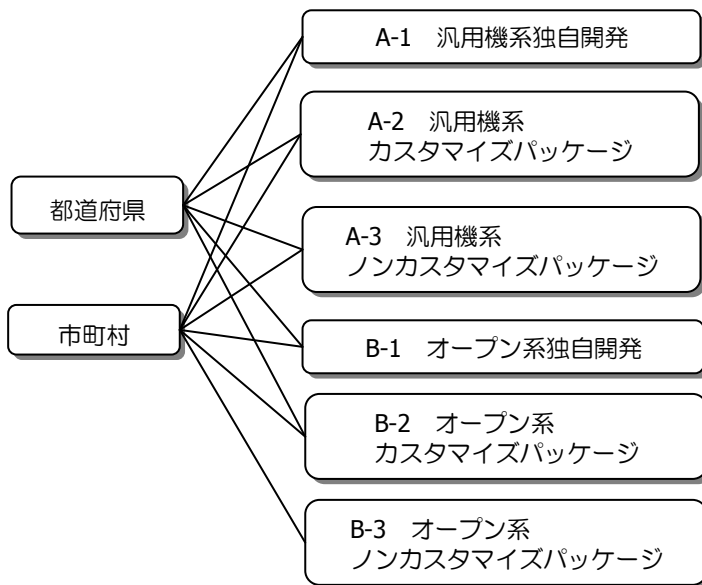 A-1　汎用機系独自開発
A-2　汎用機系
カスタマイズパッケージ
都道府県
A-3　汎用機系
ノンカスタマイズパッケージ
市町村
B-1　オープン系独自開発
B-2　オープン系
カスタマイズパッケージ
B-3　オープン系
ノンカスタマイズパッケージ